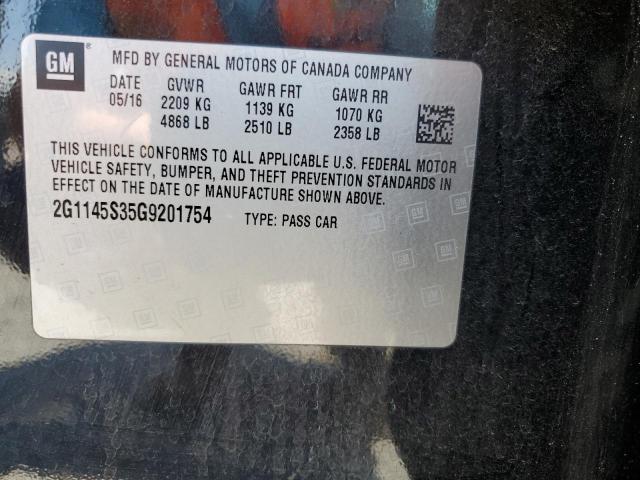 GM ® MFD BY GENERAL MOTORS OF CANADA COMPANY
DATE GVWR GAWR FRT GAWR RR
05/16 2209 KG 1139 KG 1070 KG
4868 LB 2510 LB 2358 LB
THIS VEHICLE CONFORMS TO ALL APPLICABLE U.S. FEDERAL MOTOR
VEHICLE SAFETY, BUMPER, AND THEFT PREVENTION STANDARDS IN
EFFECT ON THE DATE OF MANUFACTURE SHOWN ABOVE.
2G1145S35G9201754 TYPE: PASS CAR